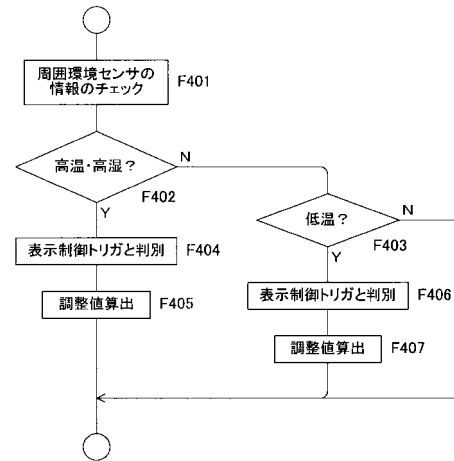 周囲環境センサの
情報のチェック
F401
高温・高湿?
N
F402
Y
低温?
N
F403
Y
表示制御トリガと判別
F404
表示制御トリガと判別
F406
調整値算出
F405
調整値算出
F407